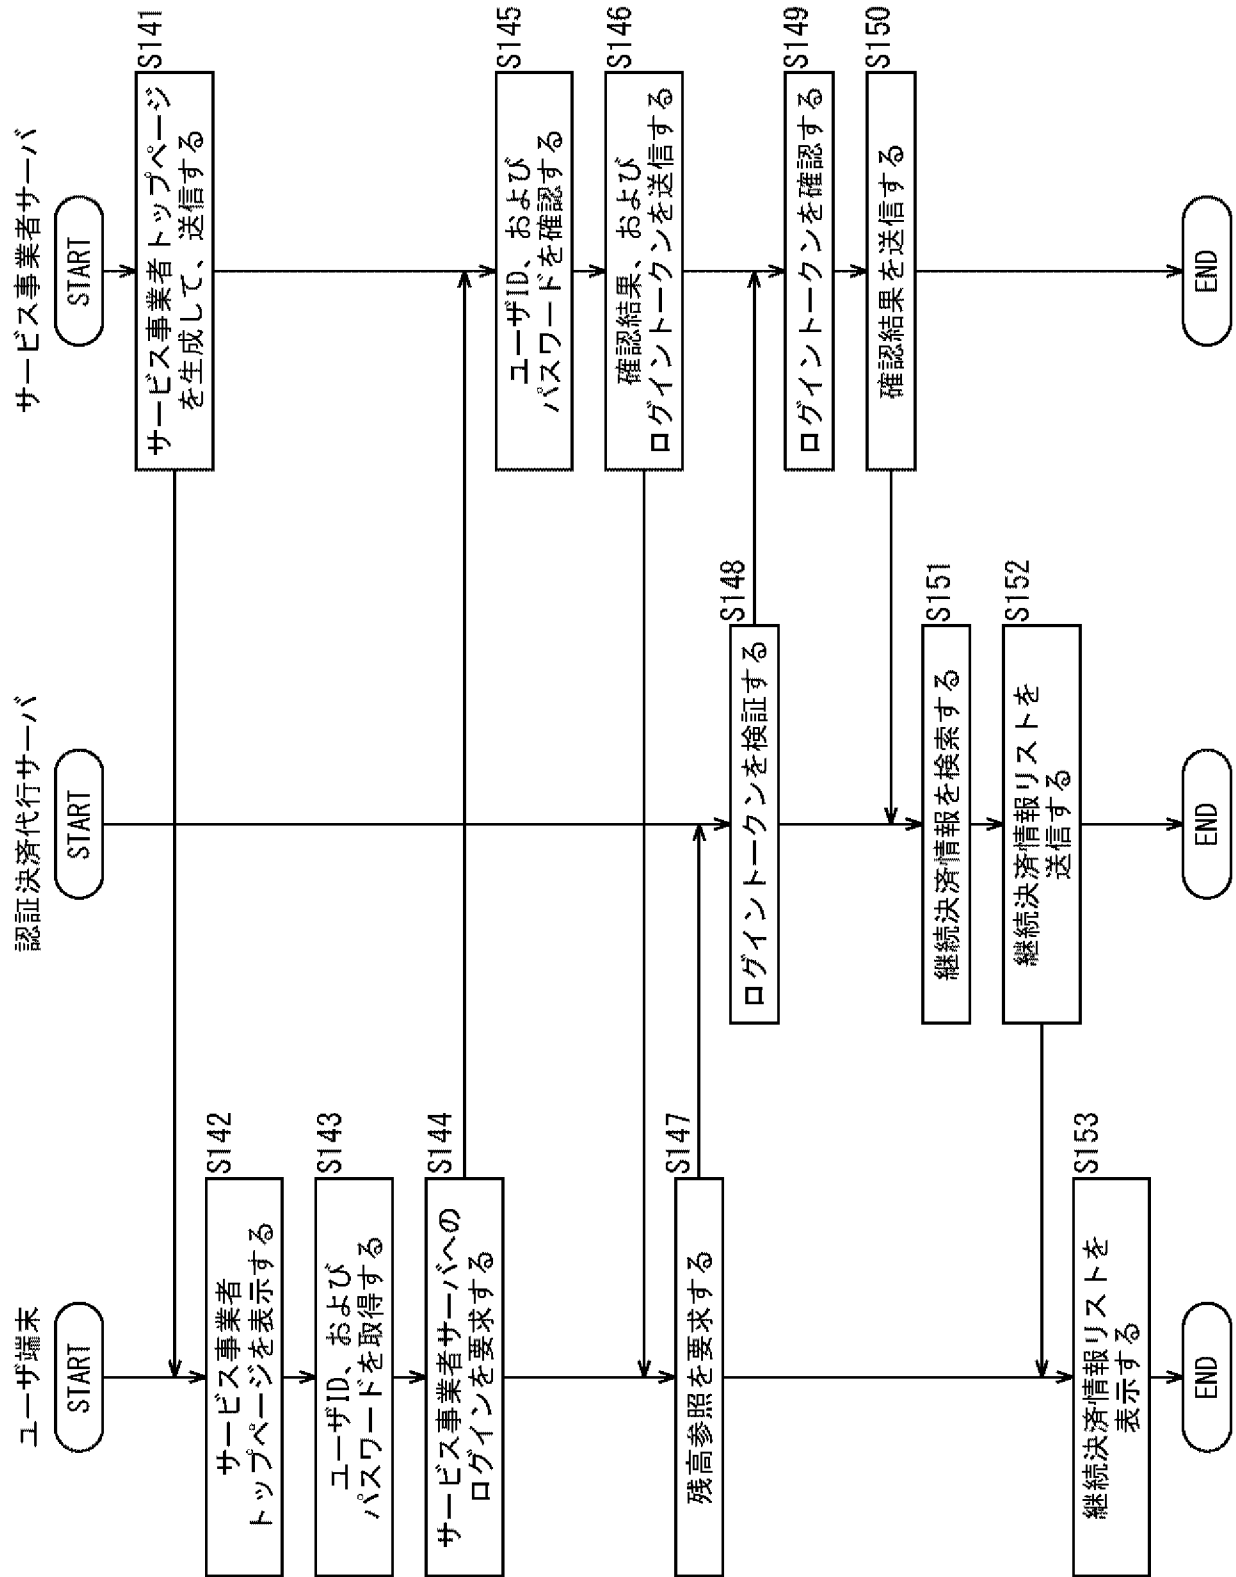 ユーザ端末
START
サービス事業者
トップページを表示する
S142
ユーザID、および
パスワードを取得する
S143
サービス事業者サーバへの
ログインを要求する
S144
残高参照を要求する
S147
継続決済情報リストを
表示する
S153
END
認証決済代行サーバ
START
ログイントークンを検証する
S148
継続決済情報を検索する
S151
継続決済情報リストを
送信する
S152
END
サービス事業者サーバ
START
サービス事業者トップページ
を生成して、送信する
S141
ユーザID、および
パスワードを確認する
S145
確認結果、および
ログイントークンを送信する
S146
ログイントークンを確認する
S149
確認結果を送信する
S150
END